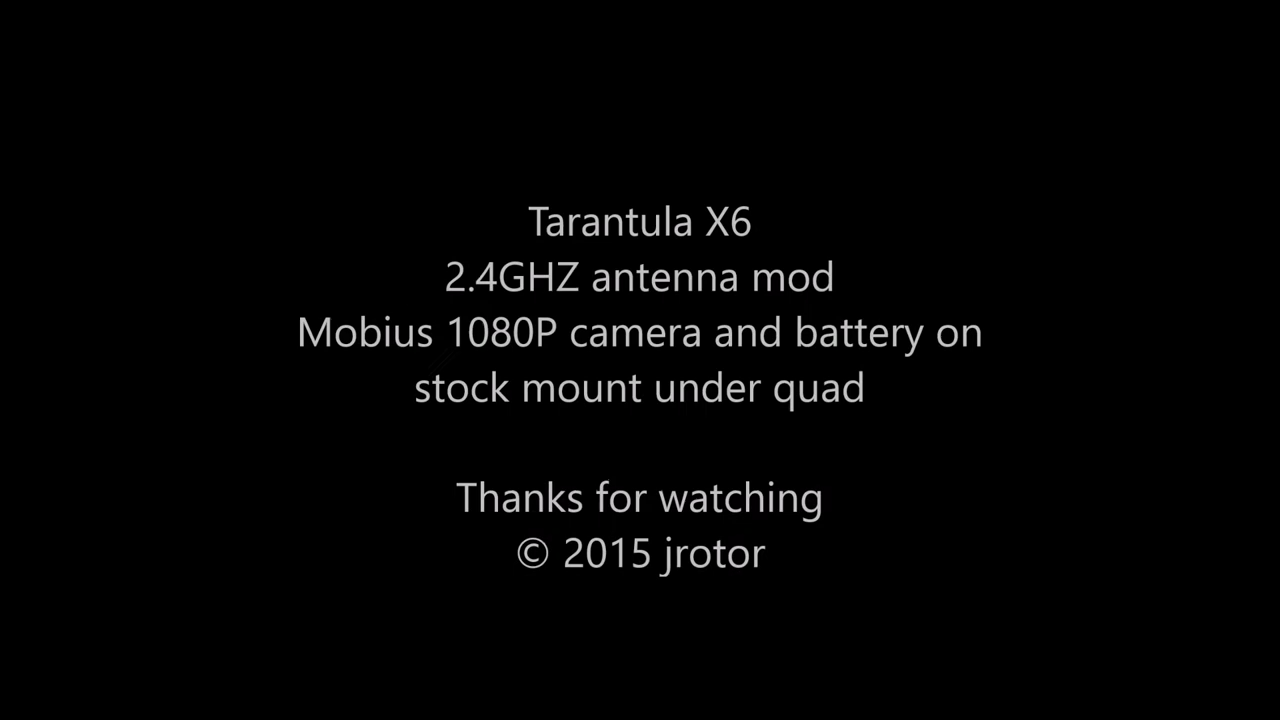 Tarantula X6
2.4GHZ antenna mod
Mobius 1080P camera and battery on
stock mount under quad
Thanks for watching
© 2015 jrotor